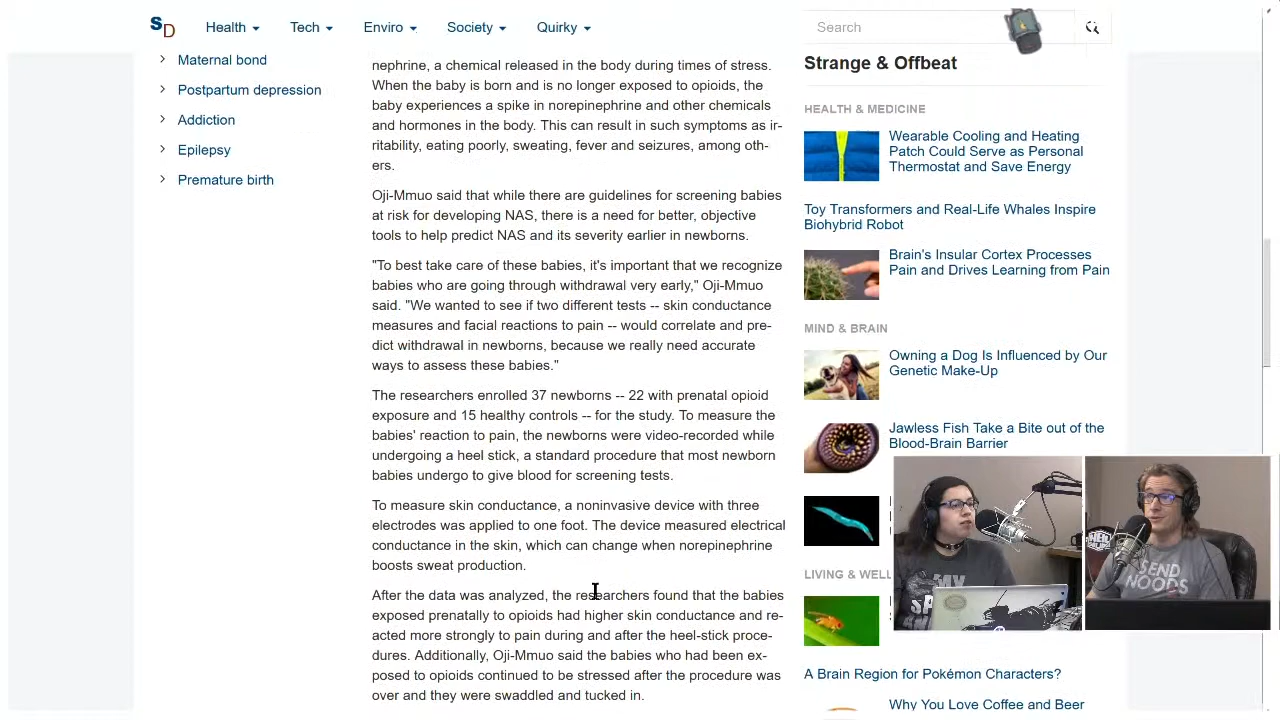 SD
Health
Tech
Enviro
Society
Quirky
Search
Maternal bond
Postpartum depression
Addiction
Epilepsy
Premature birth
nephrine, a chemical released in the body during times of stress.
When the baby is born and is no longer exposed to opioids, the
baby experiences a spike in norepinephrine and other chemicals
and hormones in the body. This can result in such symptoms as ir-
ritability, eating poorly, sweating, fever and seizures, among oth-
ers.
Oji-Mmuo said that while there are guidelines for screening babies
at risk for developing NAS, there is a need for better, objective
tools to help predict NAS and its severity earlier in newborns.
"To best take care of these babies, it's important that we recognize
babies who are going through withdrawal very early," Oji-Mmuo
said. "We wanted to see if two different tests -- skin conductance
measures and facial reactions to pain -- would correlate and pre-
dict withdrawal in newborns, because we really need accurate
ways to assess these babies."
The researchers enrolled 37 newborns -- 22 with prenatal opioid
exposure and 15 healthy controls -- for the study. To measure the
babies' reaction to pain, the newborns were video-recorded while
undergoing a heel stick, a standard procedure that most newborn
babies undergo to give blood for screening tests.
To measure skin conductance, a noninvasive device with three
electrodes was applied to one foot. The device measured electrical
conductance in the skin, which can change when norepinephrine
boosts sweat production.
After the data was analyzed, the researchers found that the babies
exposed prenatally to opioids had higher skin conductance and re-
acted more strongly to pain during and after the heel-stick proce-
dures. Additionally, Oji-Mmuo said the babies who had been ex-
posed to opioids continued to be stressed after the procedure was
over and they were swaddled and tucked in.
Strange & Offbeat
HEALTH & MEDICINE
Wearable Cooling and Heating
Patch Could Serve as Personal
Thermostat and Save Energy
Toy Transformers and Real-Life Whales Inspire
Biohybrid Robot
Brain's Insular Cortex Processes
Pain and Drives Learning from Pain
MIND & BRAIN
Owning a Dog Is Influenced by Our
Genetic Make-Up
Jawless Fish Take a Bite out of the
Blood-Brain Barrier
LIVING & WELL
A Brain Region for Pokémon Characters?
Why You Love Coffee and Beer
SEND
NOODS